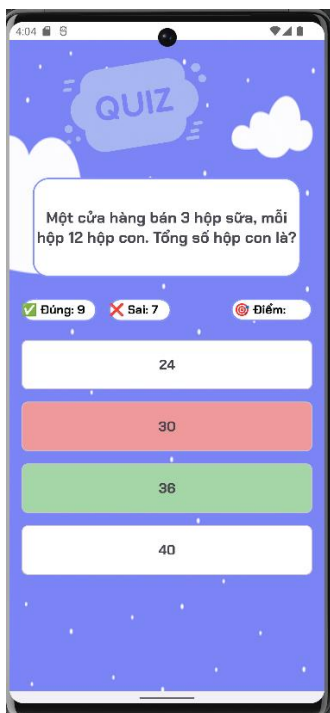 4:04
QUIZ
Một cửa hàng bán 3 hộp sữa, mỗi
hộp 12 hộp con. Tổng số hộp con là?
Đúng: 9
Sai: 7
Điểm:
24
30
36
40